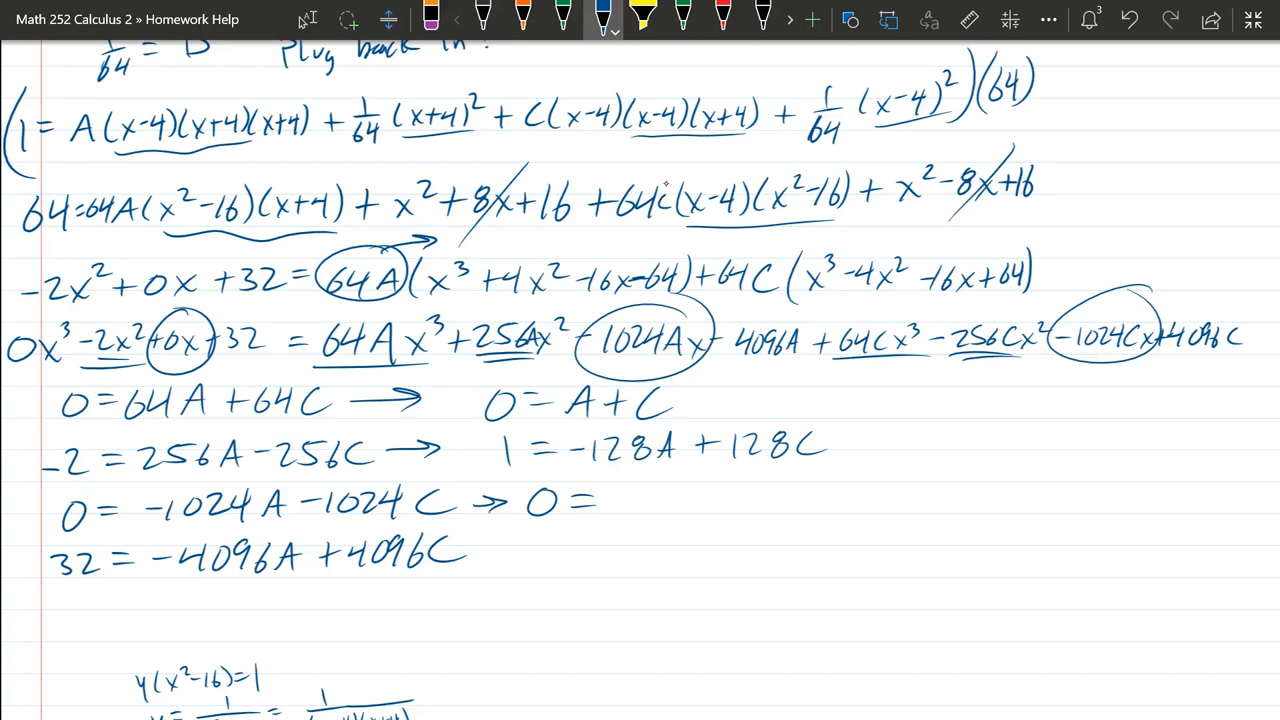 Math 252 Calculus 2 » Homework Help
3
1/64 = B Plug back in:
(1 = A(x-4)(x+4)(x+4) + 1/64 (x+4)² + C(x-4)(x-4)(x+4) + 1/64 (x-4)²)(64)
64=64A(x²-16)(x+4) + x²+8x+16 +64C(x-4)(x²-16) + x²-8x+16
-2x²+0x+32 = 64A(x³+4x²-16x-64)+64C(x³-4x²-16x+64)
0x³-2x²+0x+32 = 64Ax³+256Ax²-1024Ax-4096A+64Cx³-256Cx²-1024Cx+4096C
0=64A+64C → 0=A+C
-2=256A-256C → 1=-128A+128C
0=-1024A-1024C → 0=
32=-4096A+4096C
y(x²-16)=1